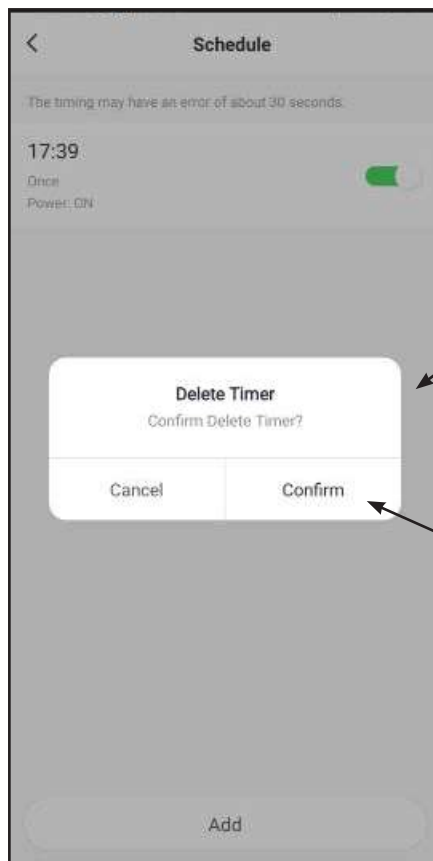 Schedule
The timing may have an error of about 30 seconds.
17:39
Once
Power: ON
Delete Timer
Confirm Delete Timer?
Cancel
Confirm
Add